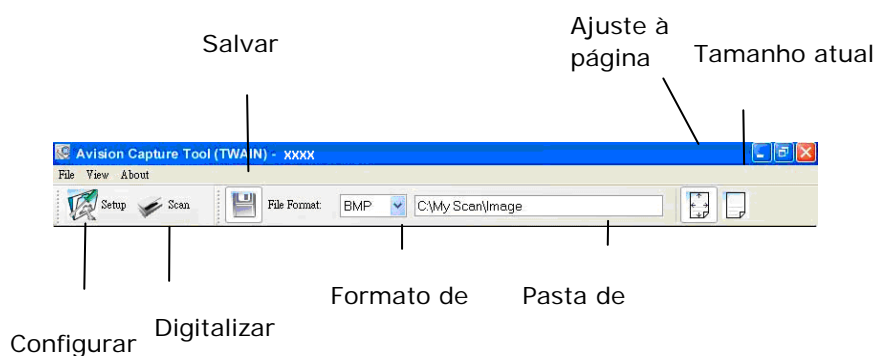 Salvar
Ajuste à
página
Tamanho atual
Avision Capture Tool (TWAIN) - xxxx
File View About
Setup Scan File Format: BMP C:\My Scan\Image
Formato de
Pasta de
Configurar
Digitalizar